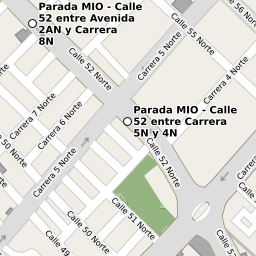 Parada MIO - Calle
52 entre Avenida
2AN y Carrera
8N
Calle 52 Norte
Calle 55 Norte
Carrera 5 Norte
Carrera 4 Norte
Parada MIO - Calle
52 entre Carrera
5N y 4N
Carrera 7 Norte
Carrera 6 Norte
Calle 52 Norte
Calle 50 Norte
Carrera 5 Norte
Calle 51 Norte
Calle 49